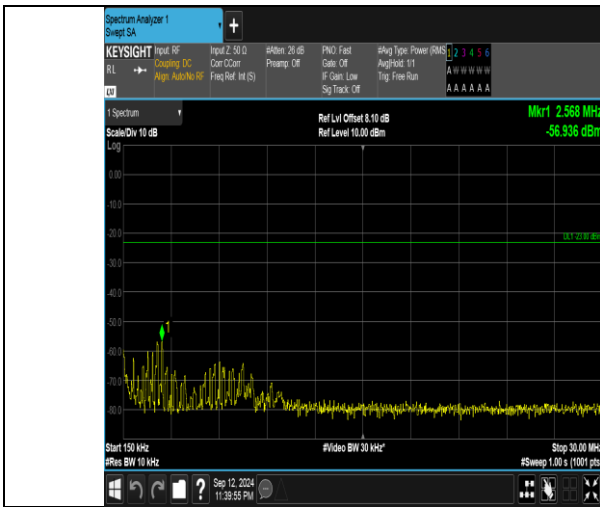 Spectrum Analyzer 1
Swept SA
+
KEYSIGHT Input: RF Input Z: 50 Ω #Atten: 26 dB PNO: Fast #Avg Type: Power (RMS 1 2 3 4 5 6
RL Coupling: DC Corr CCorr Preamp: Off Gate: Off Avg|Hold: 1/1 A W W W W W
Align: Auto/No RF Freq Ref: Int (S) IF Gain: Low Trig: Free Run
LXI Sig Track: Off A A A A A A
1 Spectrum Ref Lvl Offset 8.10 dB Mkr1 2.568 MHz
Scale/Div 10 dB Ref Level 10.00 dBm -56.936 dBm
Log
0.00
-10.0
-20.0
DL1 -23.00 dBm
-30.0
-40.0
-50.0
1
-60.0
-70.0
-80.0
Start 150 kHz #Video BW 30 kHz* Stop 30.00 MHz
#Res BW 10 kHz #Sweep 1.00 s (1001 pts
? Sep 12, 2024
11:39:55 PM